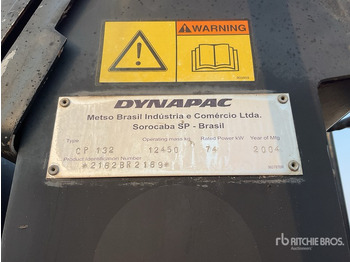 WARNING
DYNAPAC
Metso Brasil Indústria e Comércio Ltda.
Sorocaba SP - Brasil
Type Operating mass kg Rated Power kW Year of Mfg
CP 132 12450 74 2004
Product Identification Number
*2182BR2189*
rb RITCHIE BROS.